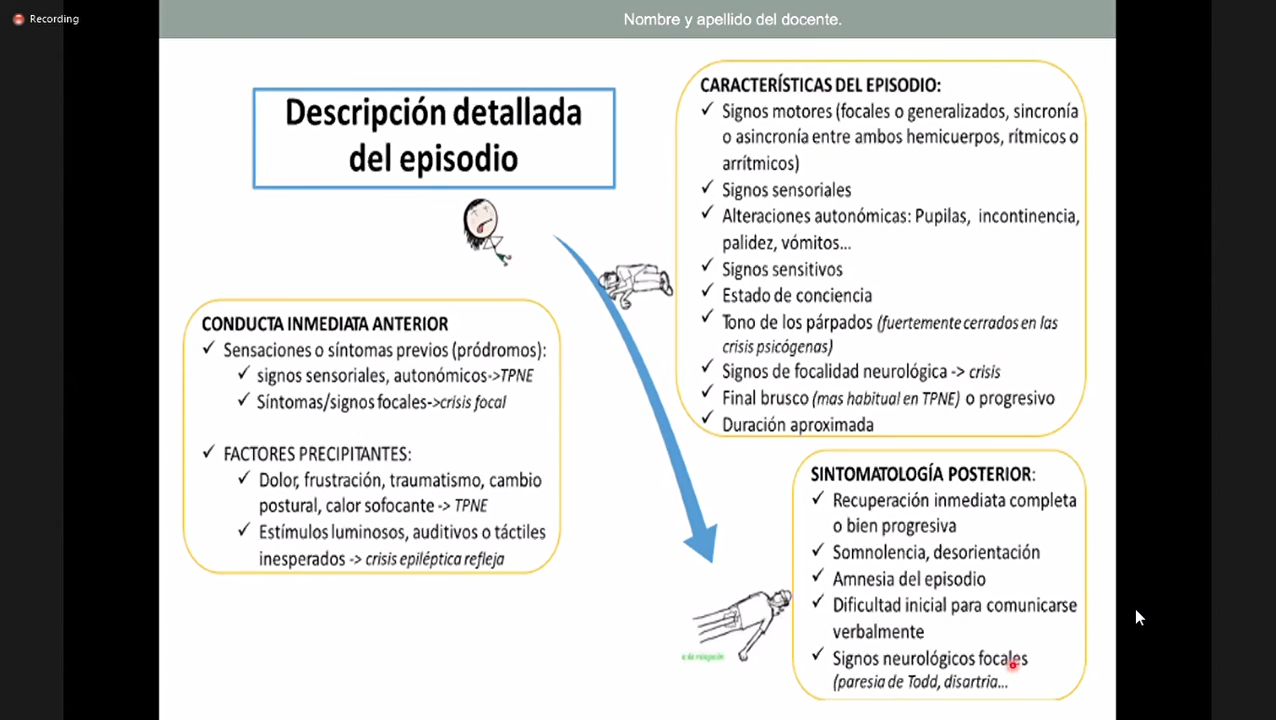 Recording
Nombre y apellido del docente.
Descripción detallada
del episodio
CONDUCTA INMEDIATA ANTERIOR
✓ Sensaciones o síntomas previos (pródromos):
✓ signos sensoriales, autonómicos->TPNE
✓ Síntomas/signos focales->crisis focal
✓ FACTORES PRECIPITANTES:
✓ Dolor, frustración, traumatismo, cambio
postural, calor sofocante -> TPNE
✓ Estímulos luminosos, auditivos o táctiles
inesperados -> crisis epiléptica refleja
CARACTERÍSTICAS DEL EPISODIO:
✓ Signos motores (focales o generalizados, sincronía
o asincronía entre ambos hemicuerpos, rítmicos o
arrítmicos)
✓ Signos sensoriales
✓ Alteraciones autonómicas: Pupilas, incontinencia,
palidez, vómitos...
✓ Signos sensitivos
✓ Estado de conciencia
✓ Tono de los párpados (fuertemente cerrados en las
crisis psicógenas)
✓ Signos de focalidad neurológica -> crisis
✓ Final brusco (mas habitual en TPNE) o progresivo
✓ Duración aproximada
SINTOMATOLOGÍA POSTERIOR:
✓ Recuperación inmediata completa
o bien progresiva
✓ Somnolencia, desorientación
✓ Amnesia del episodio
✓ Dificultad inicial para comunicarse
verbalmente
✓ Signos neurológicos focales
(paresia de Todd, disartria...